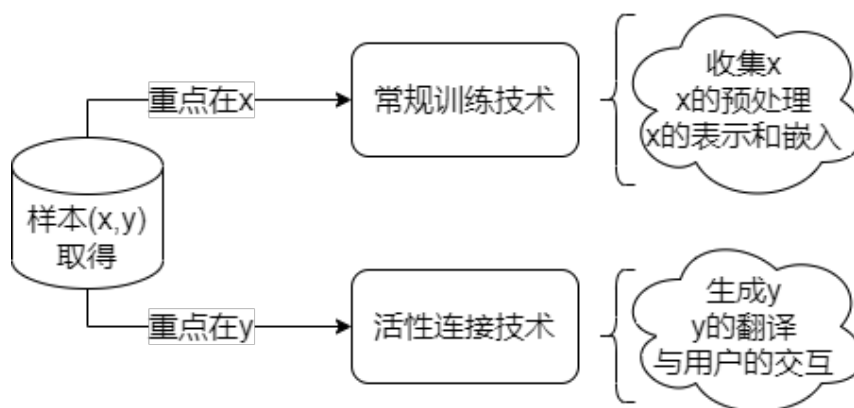 重点在x
常规训练技术
收集x
x的预处理
x的表示和嵌入
样本(x,y)
取得
重点在y
活性连接技术
生成y
y的翻译
与用户的交互